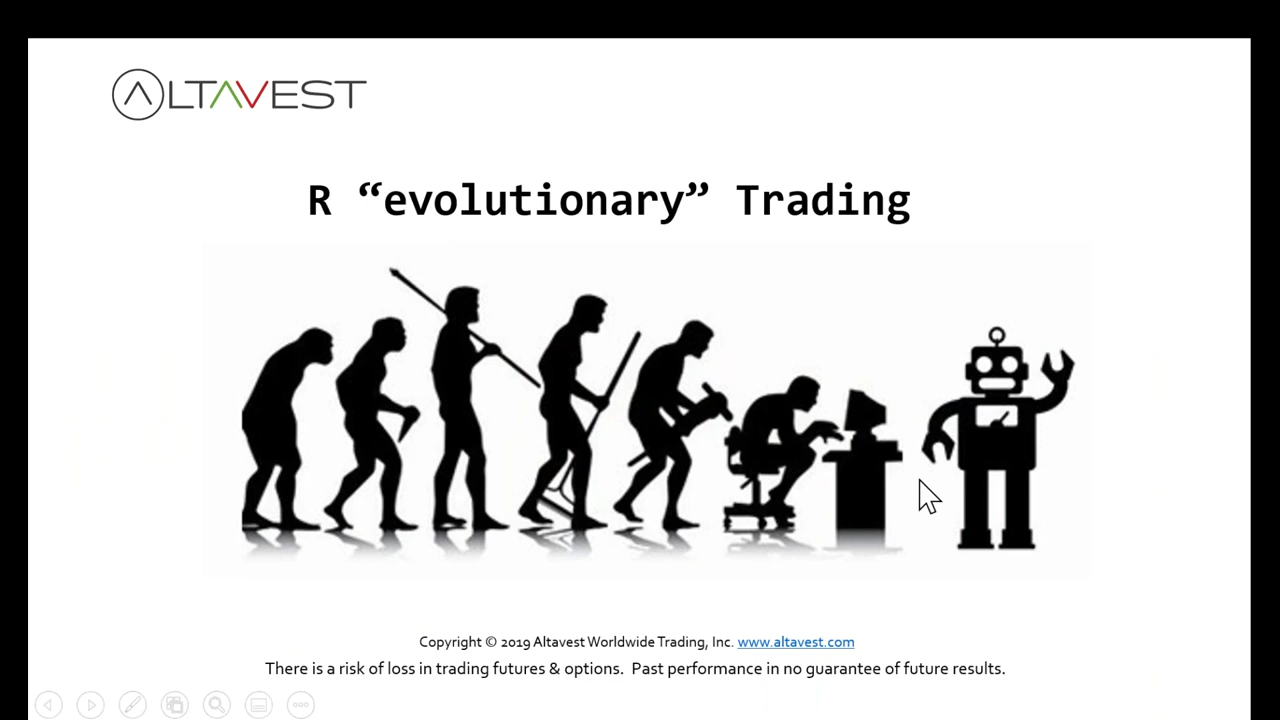 ALTAVEST
R “evolutionary” Trading
Copyright © 2019 Altavest Worldwide Trading, Inc. www.altavest.com
There is a risk of loss in trading futures & options.  Past performance in no guarantee of future results.